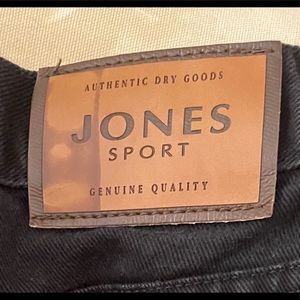 AUTHENTIC DRY GOODS
JONES
SPORT
GENUINE QUALITY